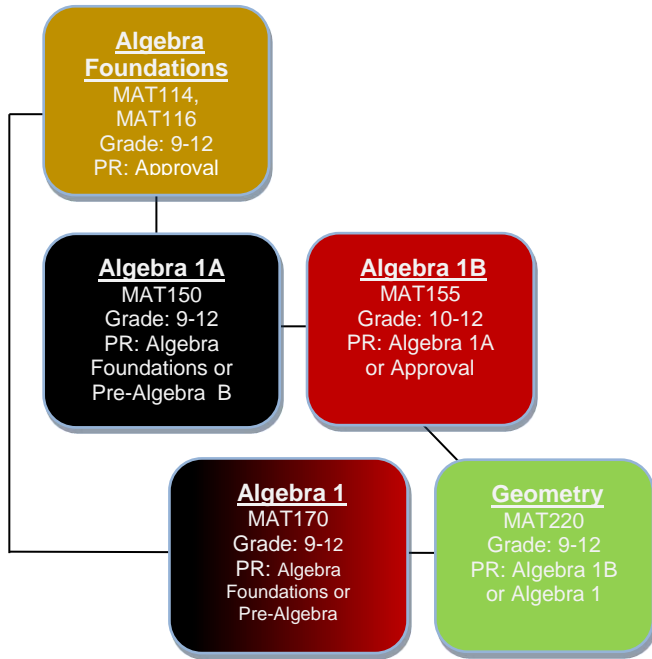 Algebra
Foundations
MAT114,
MAT116
Grade: 9-12
PR: Approval
Algebra 1A
MAT150
Grade: 9-12
PR: Algebra
Foundations or
Pre-Algebra B
Algebra 1B
MAT155
Grade: 10-12
PR: Algebra 1A
or Approval
Algebra 1
MAT170
Grade: 9-12
PR: Algebra
Foundations or
Pre-Algebra
Geometry
MAT220
Grade: 9-12
PR: Algebra 1B
or Algebra 1